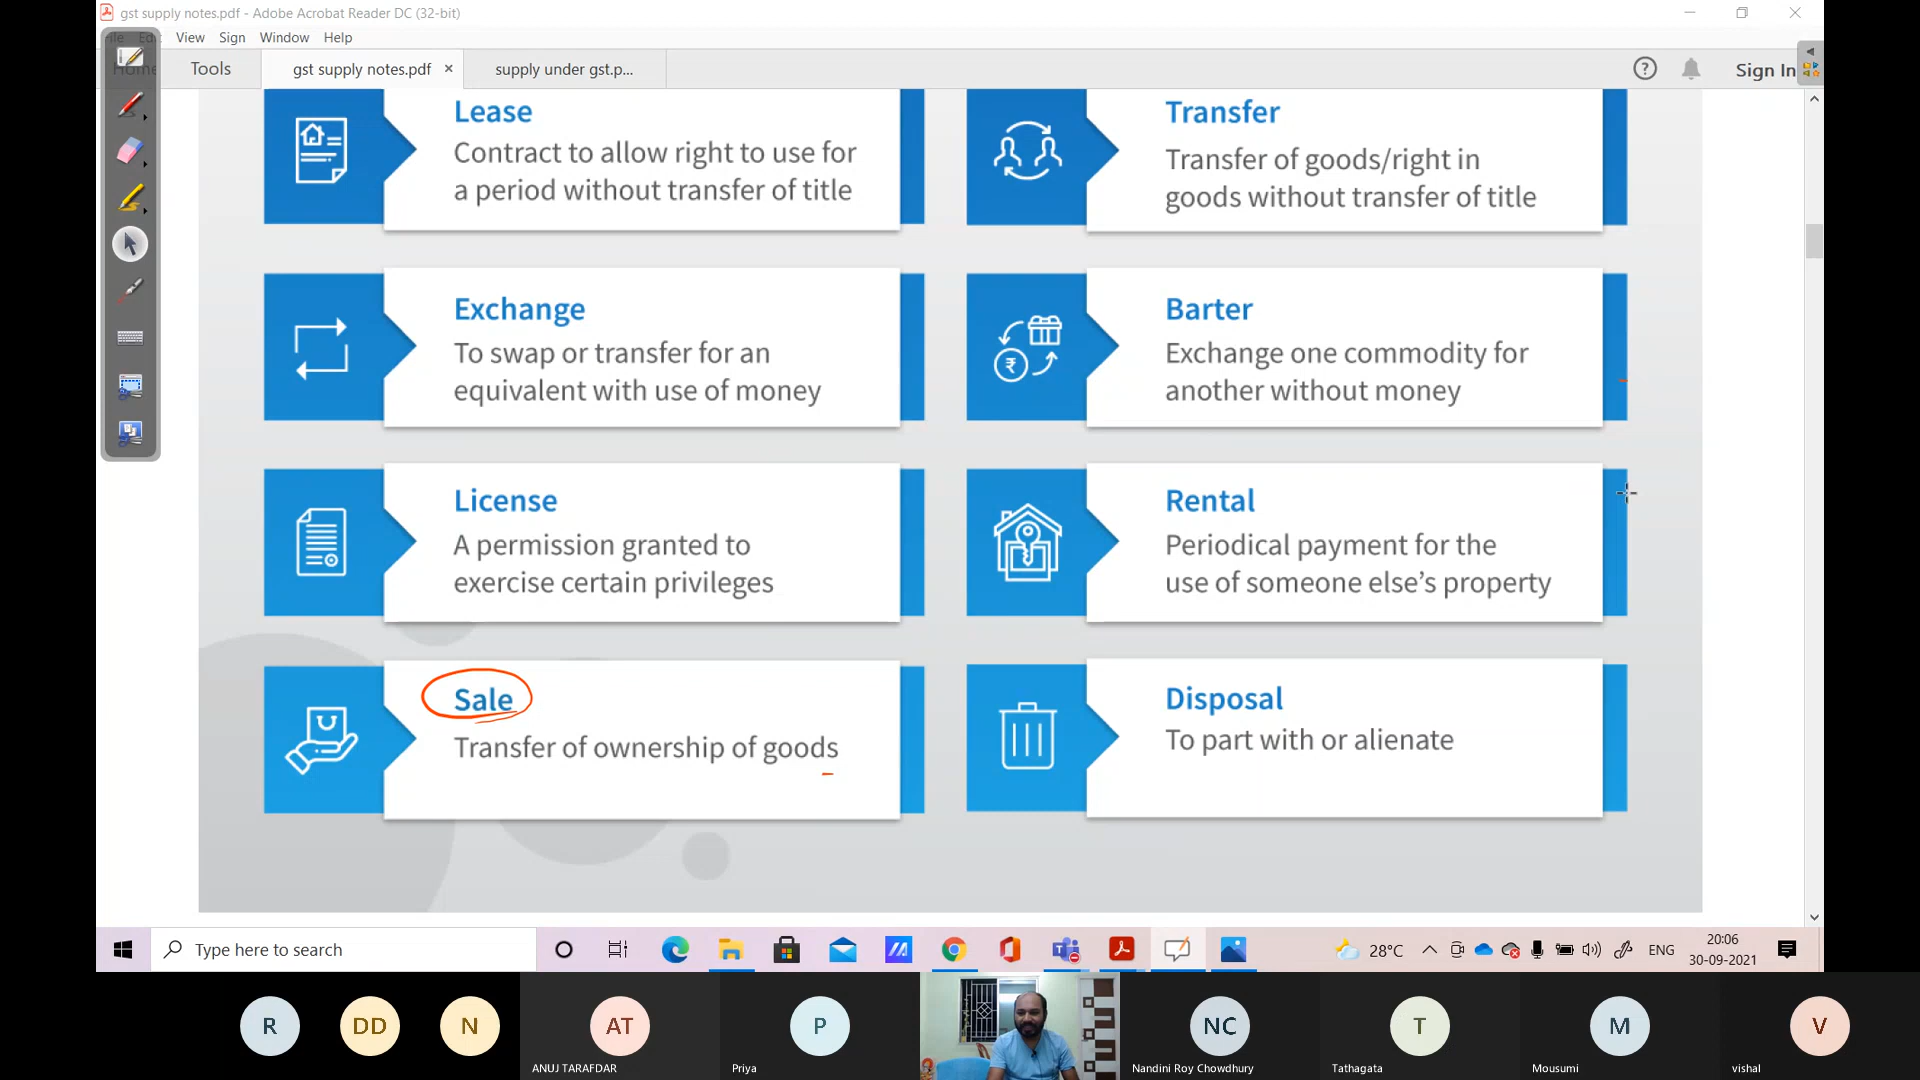 gst supply notes.pdf - Adobe Acrobat Reader DC (32-bit)
View Sign Window Help
Tools gst supply notes.pdf × supply under gst.p... Sign In
Lease
Contract to allow right to use for
a period without transfer of title
Transfer
Transfer of goods/right in
goods without transfer of title
Exchange
To swap or transfer for an
equivalent with use of money
Barter
Exchange one commodity for
another without money
License
A permission granted to
exercise certain privileges
Rental
Periodical payment for the
use of someone else's property
Sale
Transfer of ownership of goods
Disposal
To part with or alienate
Type here to search
28°C
ENG
20:06
30-09-2021
R DD N AT P NC T M V
ANUJ TARAFDAR Priya Nandini Roy Chowdhury Tathagata Mousumi vishal